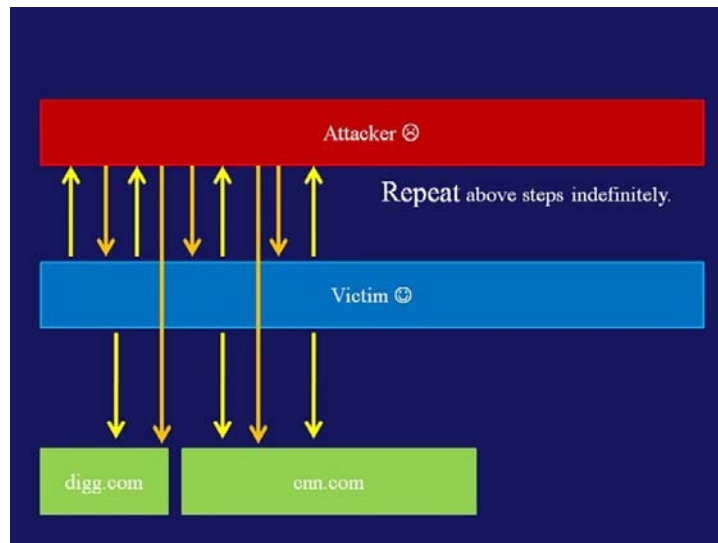 Attacker ☹
Repeat above steps indefinitely.
Victim ☺
digg.com
cnn.com